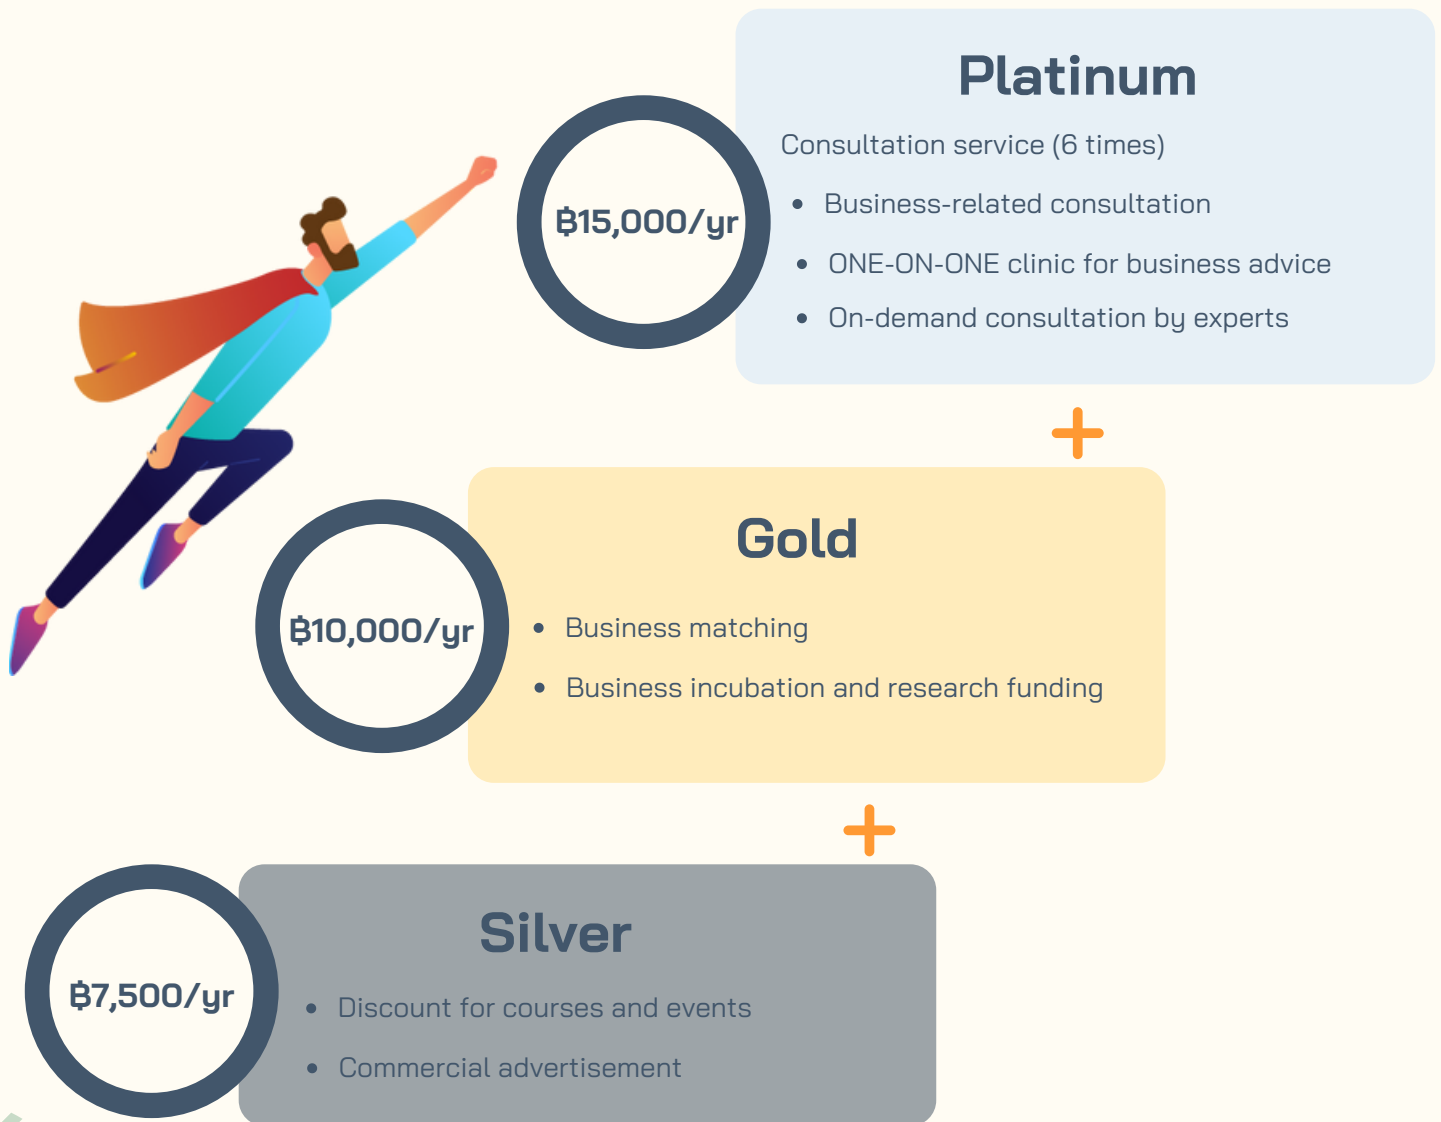 Platinum
฿15,000/yr
Consultation service (6 times)
• Business-related consultation
• ONE-ON-ONE clinic for business advice
• On-demand consultation by experts
+
Gold
฿10,000/yr
• Business matching
• Business incubation and research funding
+
Silver
฿7,500/yr
• Discount for courses and events
• Commercial advertisement